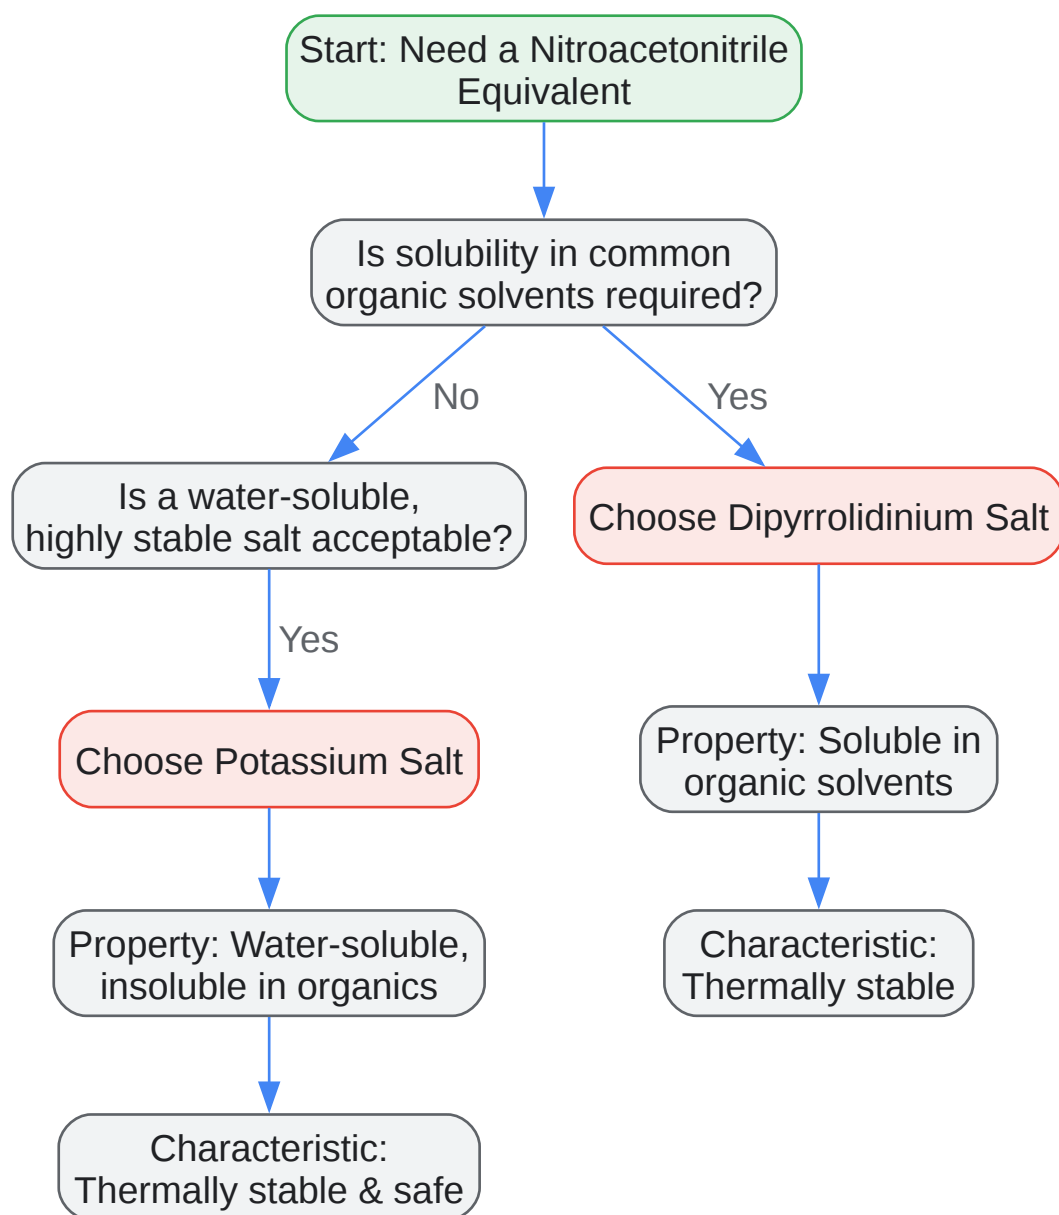 Start: Need a Nitroacetonitrile
Equivalent
Is solubility in common
organic solvents required?
No
Yes
Is a water-soluble,
highly stable salt acceptable?
Choose Dipyrrolidinium Salt
Yes
Choose Potassium Salt
Property: Soluble in
organic solvents
Property: Water-soluble,
insoluble in organics
Characteristic:
Thermally stable
Characteristic:
Thermally stable & safe